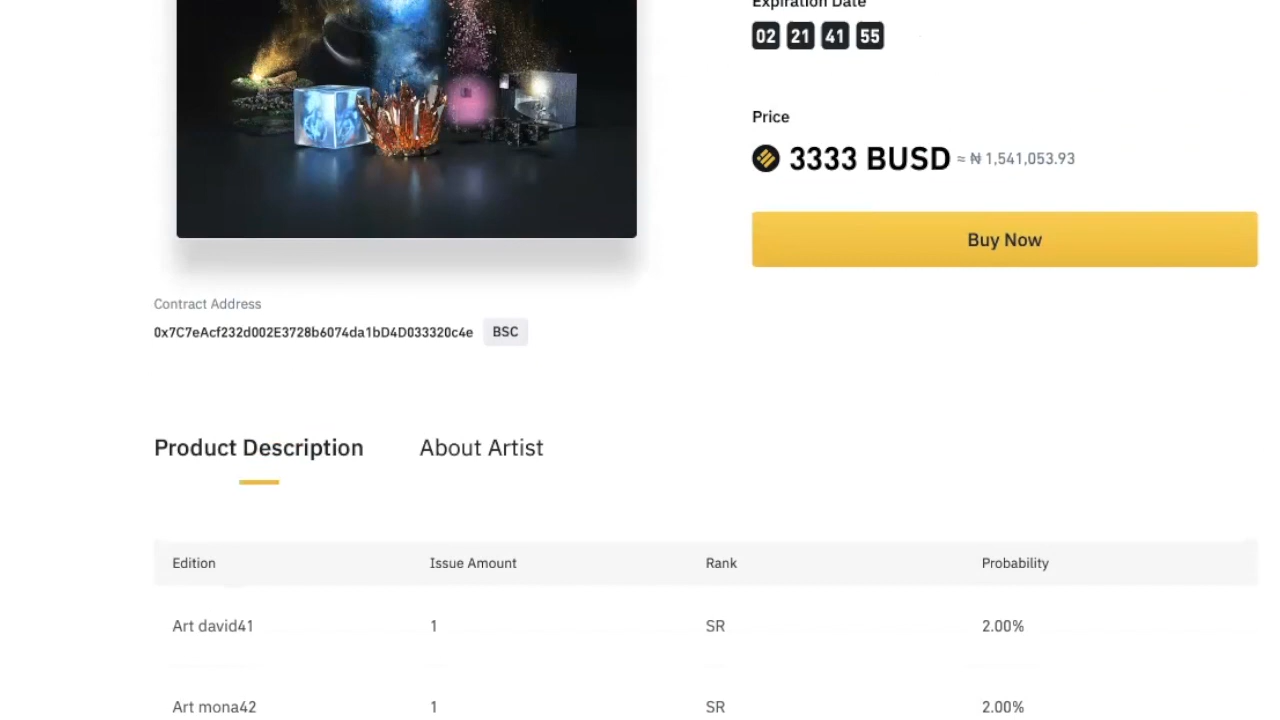 Expiration Date
02 21 41 55
Price
3333 BUSD ≈ ₦ 1,541,053.93
Buy Now
Contract Address
0x7C7eAcf232d002E3728b6074da1bD4D033320c4e BSC
Product Description About Artist
Edition Issue Amount Rank Probability
Art david41 1 SR 2.00%
Art mona42 1 SR 2.00%